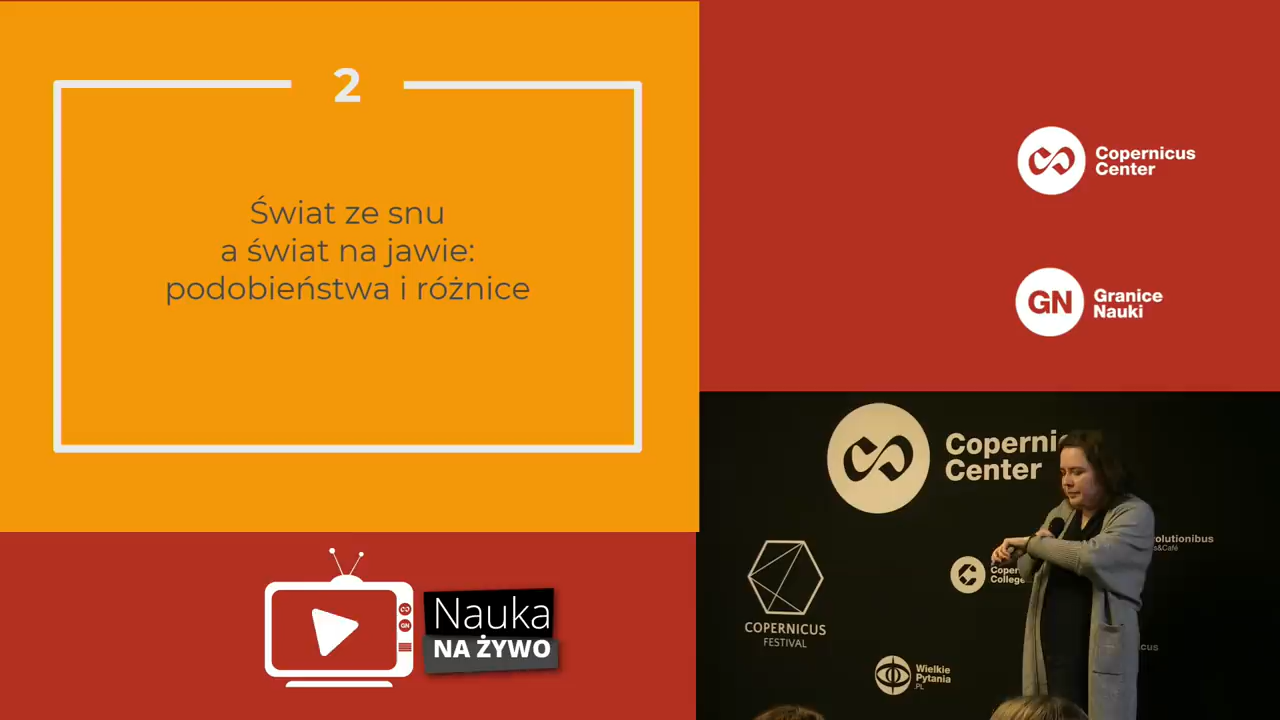 2
Świat ze snu
a świat na jawie:
podobieństwa i różnice
Copernicus
Center
GN
Granice
Nauki
Nauka
NA ŻYWO
Center
COPERNICUS
FESTIVAL
College
Wielkie
Pytania
.PL